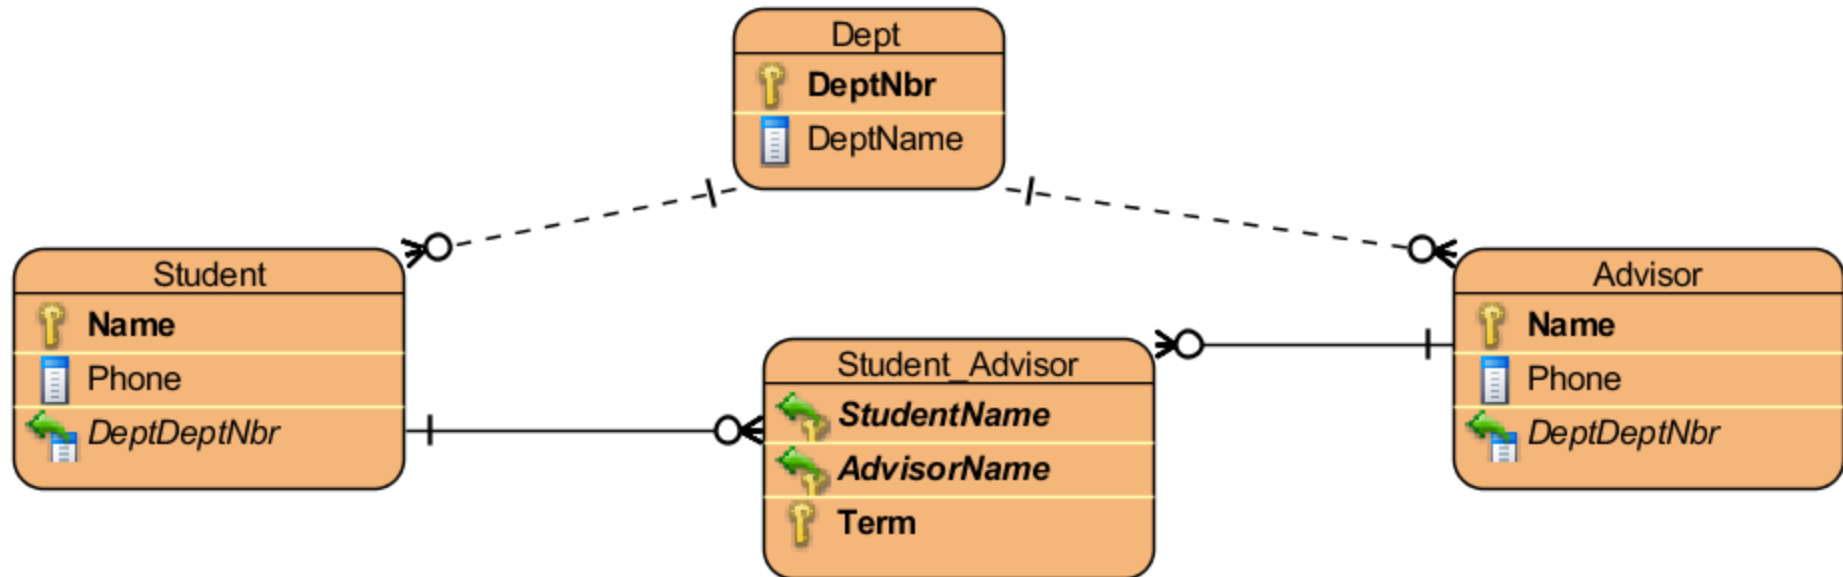 Dept
DeptNbr
DeptName
Student
Name
Phone
DeptDeptNbr
Student_Advisor
StudentName
AdvisorName
Term
Advisor
Name
Phone
DeptDeptNbr